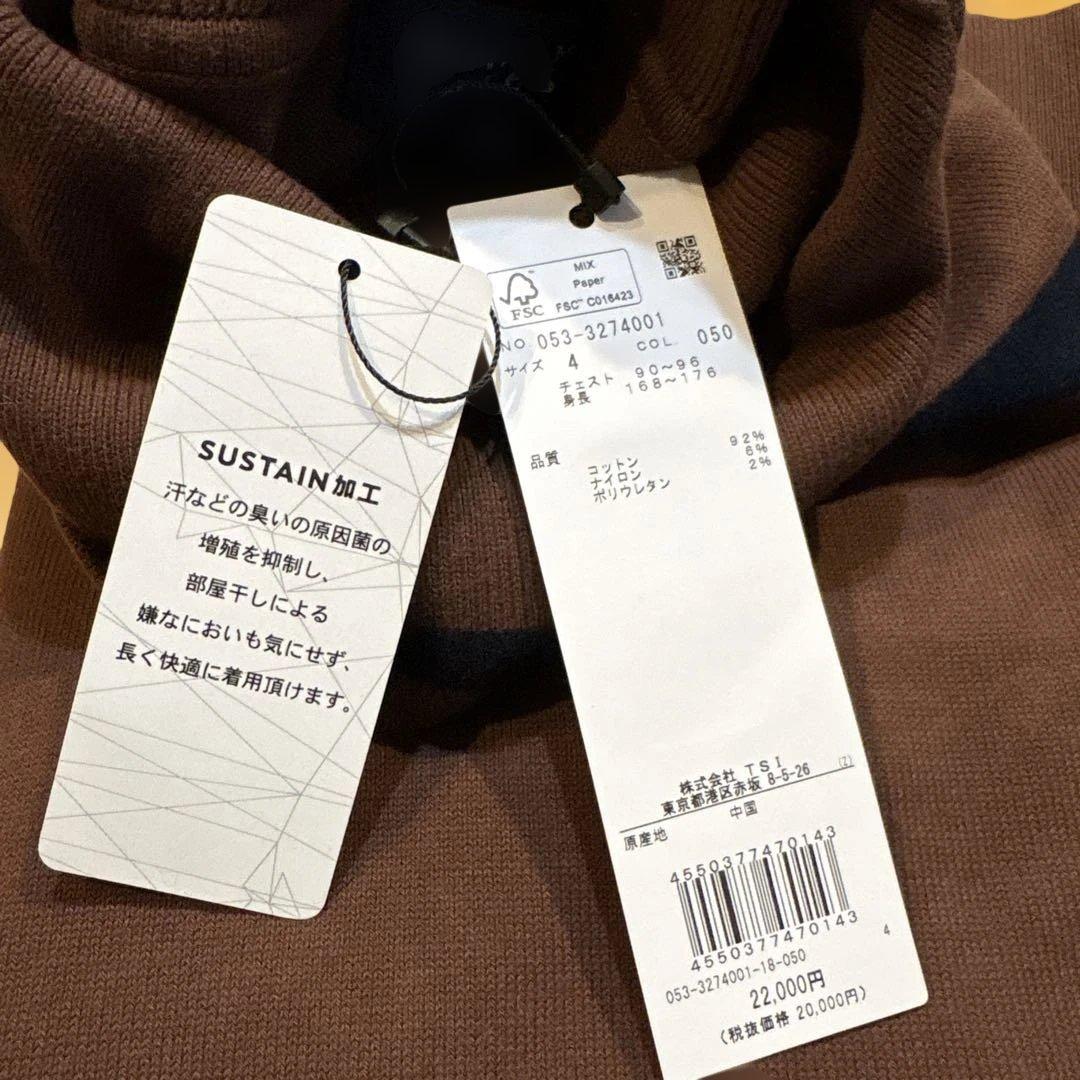 SUSTAIN加工
汗などの臭いの原因菌の
増殖を抑制し、
部屋干しによる
嫌なにおいも気にせず、
長く快適に着用頂けます。
FSC™
MIX
Paper
FSC™ C016423
NO 053-3274001
COL. 050
サイズ 4
チェスト 90~96
身長 168~176
品質
コットン 92%
ナイロン 6%
ポリウレタン 2%
株式会社 TSI
東京都港区赤坂 8-5-26 (Z)
原産地 中国
4550377470143
4550377470143
053-3274001-18-050 4
22,000円
(税抜価格 20,000円)